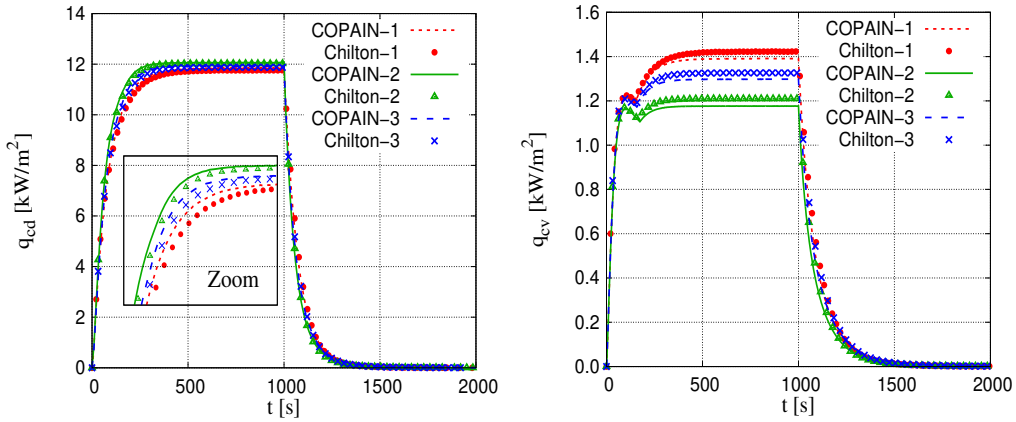 14
12
10
8
6
4
2
0
q_cd [kW/m^2]
COPAIN-1
Chilton-1
COPAIN-2
Chilton-2
COPAIN-3
Chilton-3
Zoom
0 500 1000 1500 2000
t [s]
1.6
1.4
1.2
1.0
0.8
0.6
0.4
0.2
0.0
q_cv [kW/m^2]
COPAIN-1
Chilton-1
COPAIN-2
Chilton-2
COPAIN-3
Chilton-3
0 500 1000 1500 2000
t [s]